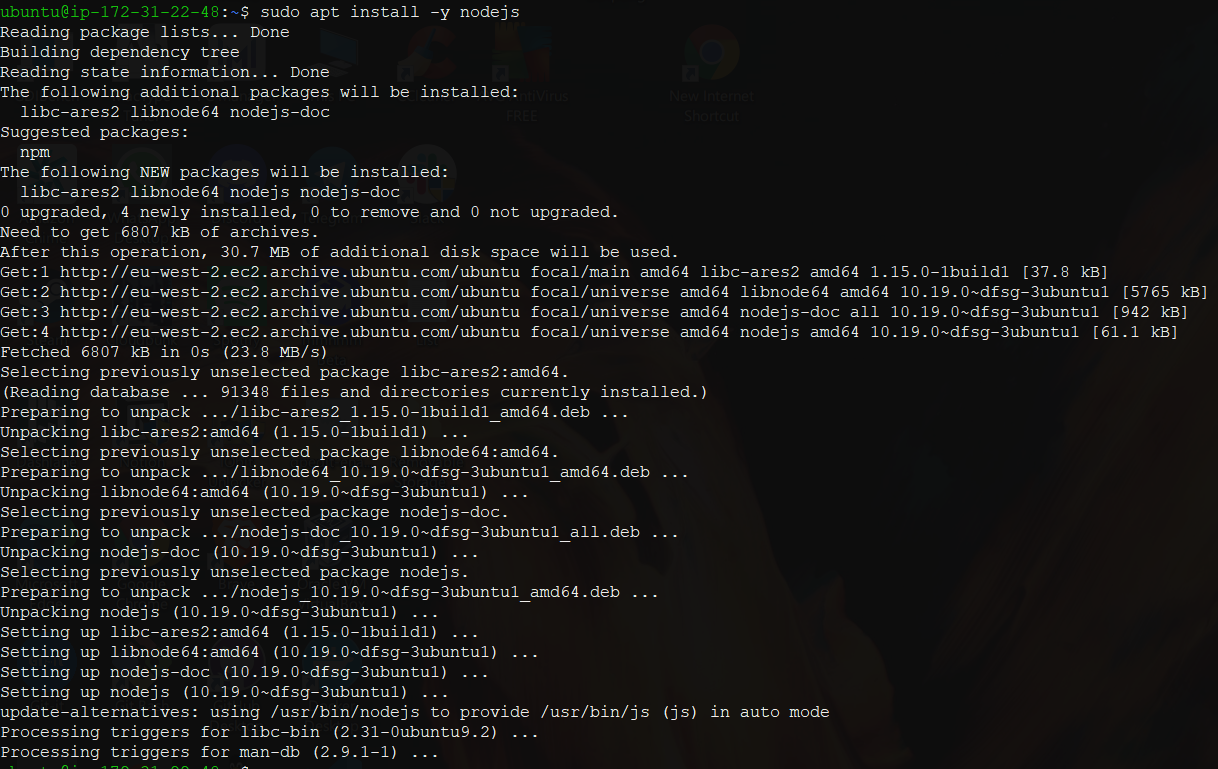 ubuntu@ip-172-31-22-48:~$ sudo apt install -y nodejs
Reading package lists... Done
Building dependency tree
Reading state information... Done
The following additional packages will be installed:
  libc-ares2 libnode64 nodejs-doc
Suggested packages:
  npm
The following NEW packages will be installed:
  libc-ares2 libnode64 nodejs nodejs-doc
0 upgraded, 4 newly installed, 0 to remove and 0 not upgraded.
Need to get 6807 kB of archives.
After this operation, 30.7 MB of additional disk space will be used.
Get:1 http://eu-west-2.ec2.archive.ubuntu.com/ubuntu focal/main amd64 libc-ares2 amd64 1.15.0-1build1 [37.8 kB]
Get:2 http://eu-west-2.ec2.archive.ubuntu.com/ubuntu focal/universe amd64 libnode64 amd64 10.19.0~dfsg-3ubuntu1 [5765 kB]
Get:3 http://eu-west-2.ec2.archive.ubuntu.com/ubuntu focal/universe amd64 nodejs-doc all 10.19.0~dfsg-3ubuntu1 [942 kB]
Get:4 http://eu-west-2.ec2.archive.ubuntu.com/ubuntu focal/universe amd64 nodejs amd64 10.19.0~dfsg-3ubuntu1 [61.1 kB]
Fetched 6807 kB in 0s (23.8 MB/s)
Selecting previously unselected package libc-ares2:amd64.
(Reading database ... 91348 files and directories currently installed.)
Preparing to unpack .../libc-ares2_1.15.0-1build1_amd64.deb ...
Unpacking libc-ares2:amd64 (1.15.0-1build1) ...
Selecting previously unselected package libnode64:amd64.
Preparing to unpack .../libnode64_10.19.0~dfsg-3ubuntu1_amd64.deb ...
Unpacking libnode64:amd64 (10.19.0~dfsg-3ubuntu1) ...
Selecting previously unselected package nodejs-doc.
Preparing to unpack .../nodejs-doc_10.19.0~dfsg-3ubuntu1_all.deb ...
Unpacking nodejs-doc (10.19.0~dfsg-3ubuntu1) ...
Selecting previously unselected package nodejs.
Preparing to unpack .../nodejs_10.19.0~dfsg-3ubuntu1_amd64.deb ...
Unpacking nodejs (10.19.0~dfsg-3ubuntu1) ...
Setting up libc-ares2:amd64 (1.15.0-1build1) ...
Setting up libnode64:amd64 (10.19.0~dfsg-3ubuntu1) ...
Setting up nodejs-doc (10.19.0~dfsg-3ubuntu1) ...
Setting up nodejs (10.19.0~dfsg-3ubuntu1) ...
update-alternatives: using /usr/bin/nodejs to provide /usr/bin/js (js) in auto mode
Processing triggers for libc-bin (2.31-0ubuntu9.2) ...
Processing triggers for man-db (2.9.1-1) ...
ubuntu@ip-172-31-22-48:~$
New Internet
Shortcut
FREE